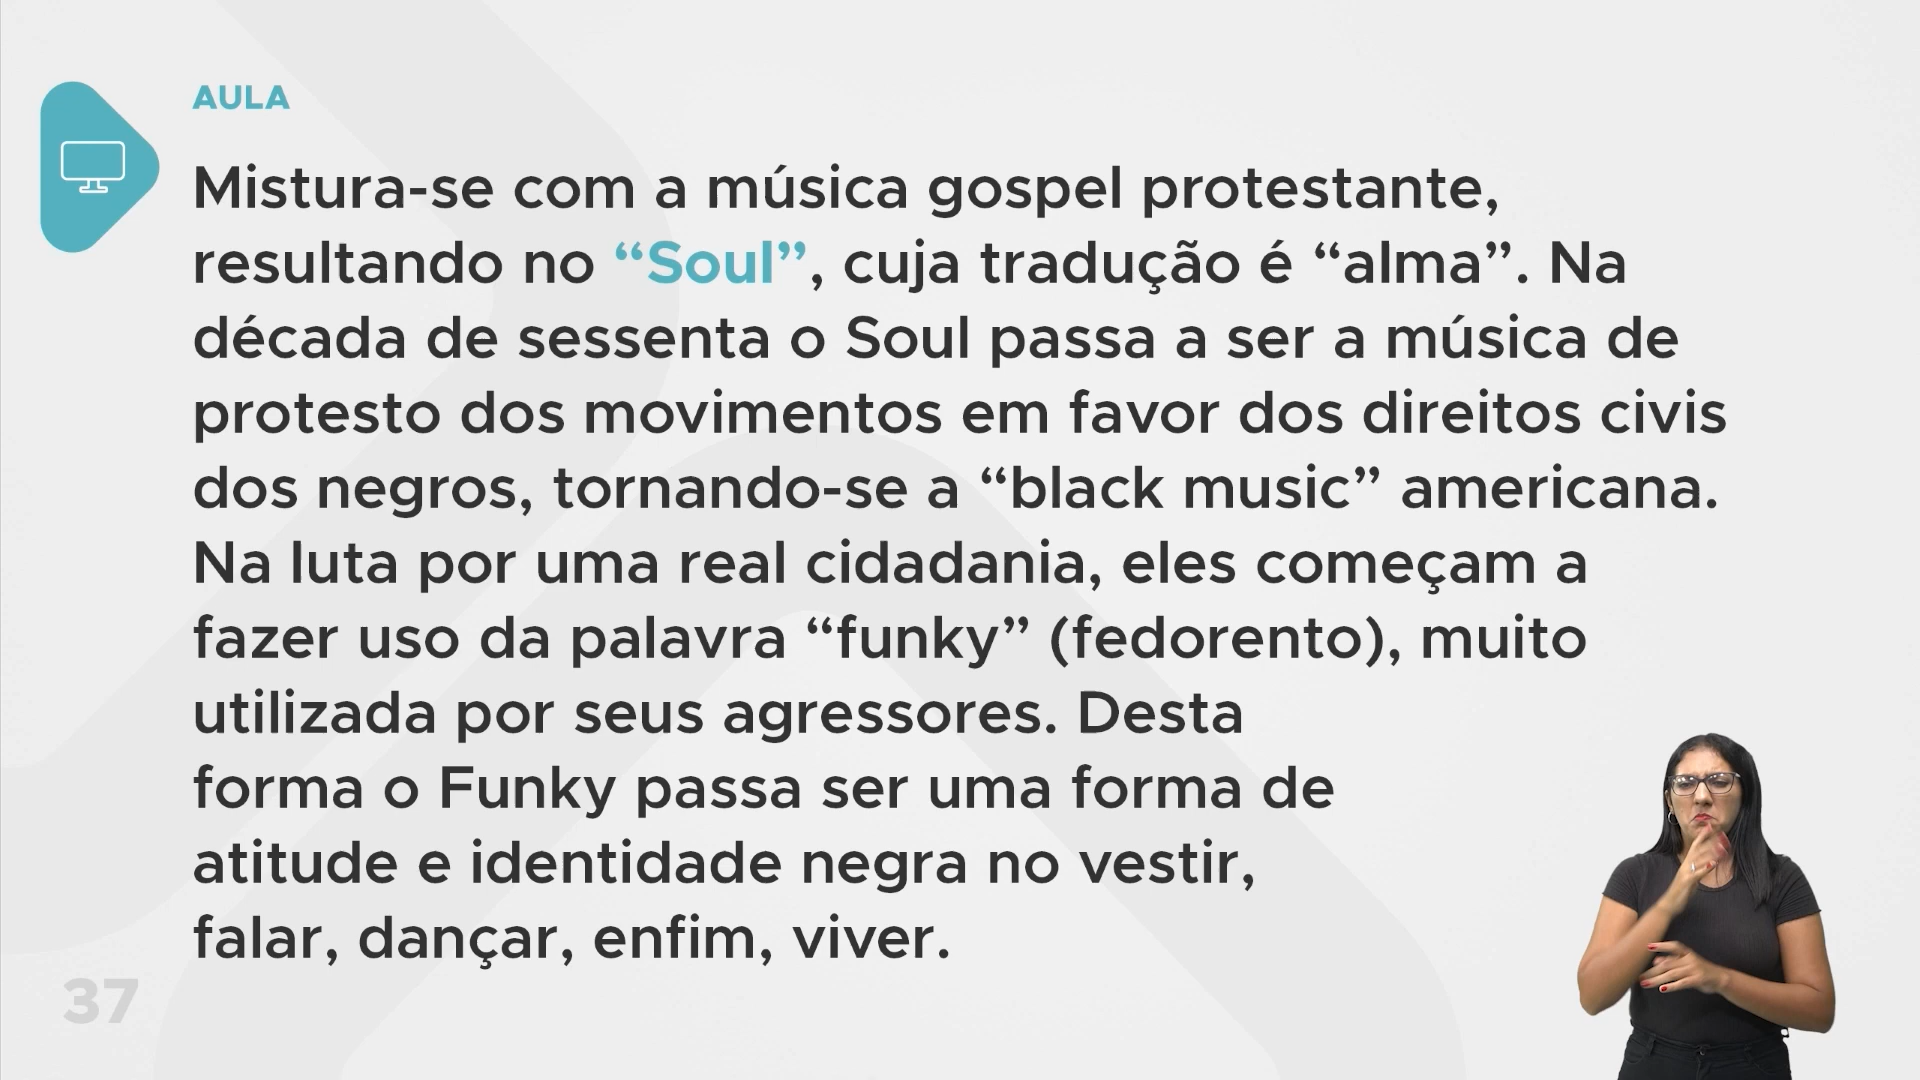 AULA
Mistura-se com a música gospel protestante,
resultando no “Soul”, cuja tradução é “alma”. Na
década de sessenta o Soul passa a ser a música de
protesto dos movimentos em favor dos direitos civis
dos negros, tornando-se a “black music” americana.
Na luta por uma real cidadania, eles começam a
fazer uso da palavra “funky” (fedorento), muito
utilizada por seus agressores. Desta
forma o Funky passa ser uma forma de
atitude e identidade negra no vestir,
falar, dançar, enfim, viver.
37